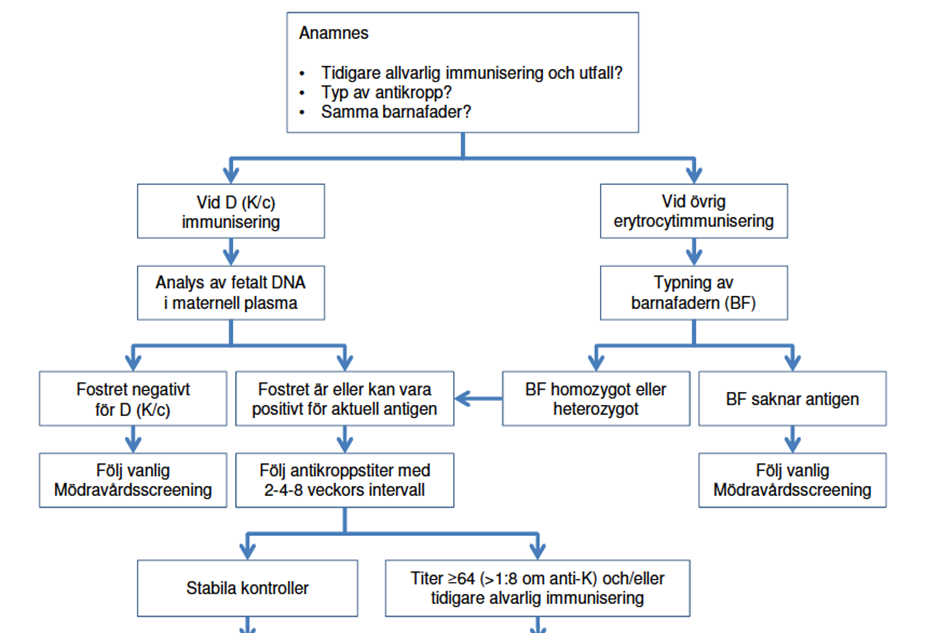 Anamnes
• Tidigare allvarlig immunisering och utfall?
• Typ av antikropp?
• Samma barnafader?
Vid D (K/c)
immunisering
Vid övrig
erytrocytimmunisering
Analys av fetalt DNA
i maternell plasma
Typning av
barnafadern (BF)
Fostret negativt
för D (K/c)
Fostret är eller kan vara
positivt för aktuell antigen
BF homozygot eller
heterozygot
BF saknar antigen
Följ vanlig
Mödravårdsscreening
Följ antikroppstiter med
2-4-8 veckors intervall
Följ vanlig
Mödravårdsscreening
Stabila kontroller
Titer ≥64 (>1:8 om anti-K) och/eller
tidigare alvarlig immunisering